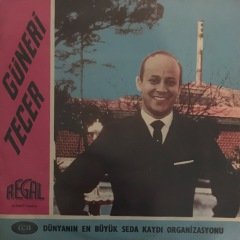 GÜNERİ
TECER
REGAL
DÜNYANIN EN BÜYÜK SEDA KAYDI ORGANİZASYONU